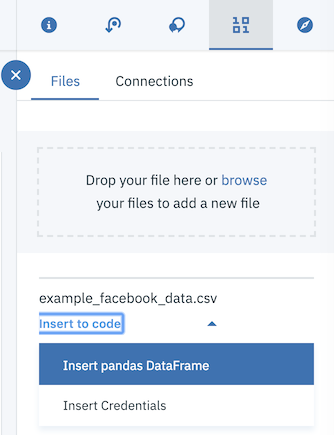 Files
Connections
Drop your file here or browse
your files to add a new file
example_facebook_data.csv
Insert to code
Insert pandas DataFrame
Insert Credentials